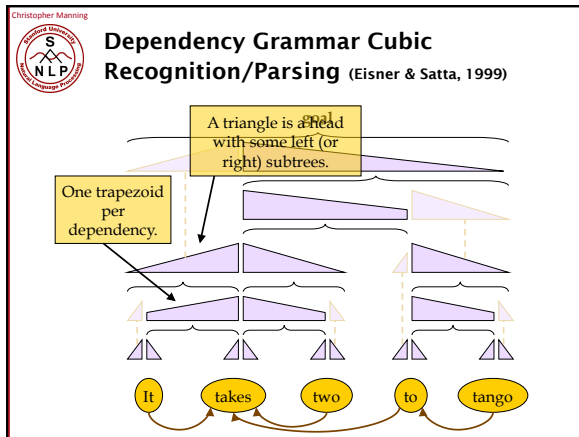 Christopher Manning
Stanford University
S
NLP
Natural Language Processing
Dependency Grammar Cubic
Recognition/Parsing (Eisner & Satta, 1999)
goal
A triangle is a head
with some left (or
right) subtrees.
One trapezoid
per
dependency.
It takes two to tango